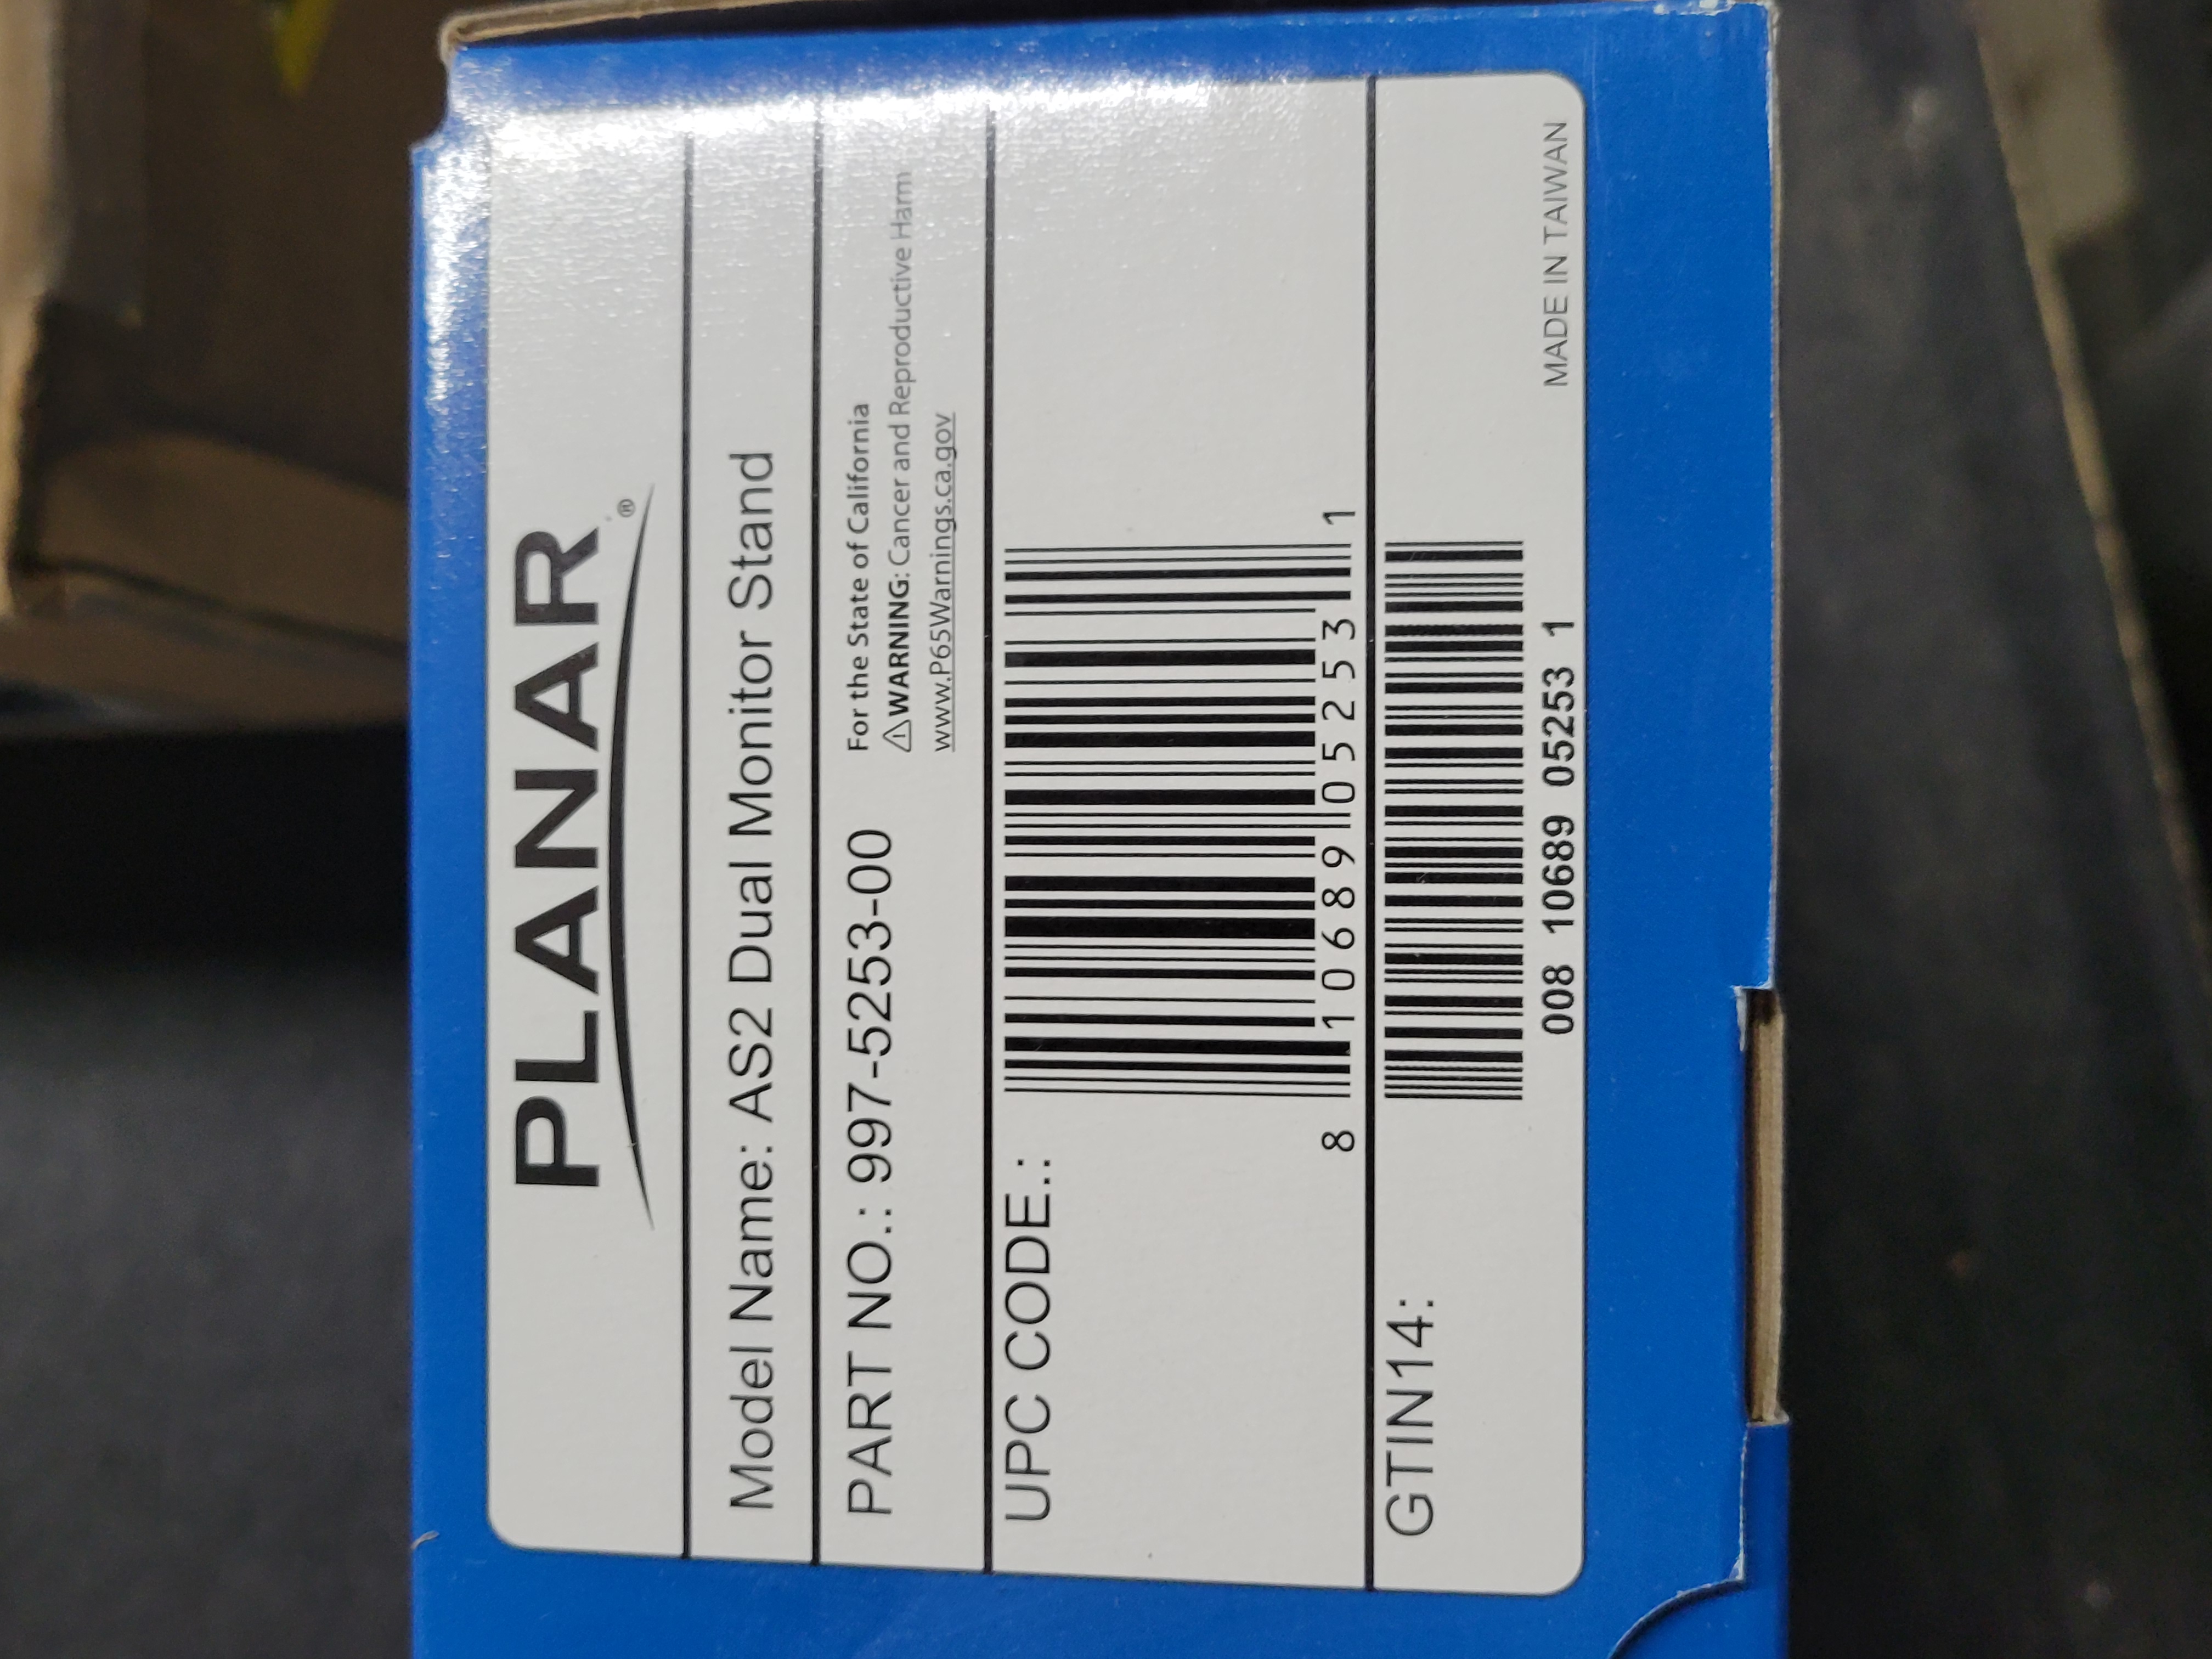 PLANAR®
Model Name: AS2 Dual Monitor Stand
PART NO.: 997-5253-00
For the State of California
⚠WARNING: Cancer and Reproductive Harm
www.P65Warnings.ca.gov
UPC CODE.:
8 10689 05253 1
GTIN14:
008 10689 05253 1
MADE IN TAIWAN